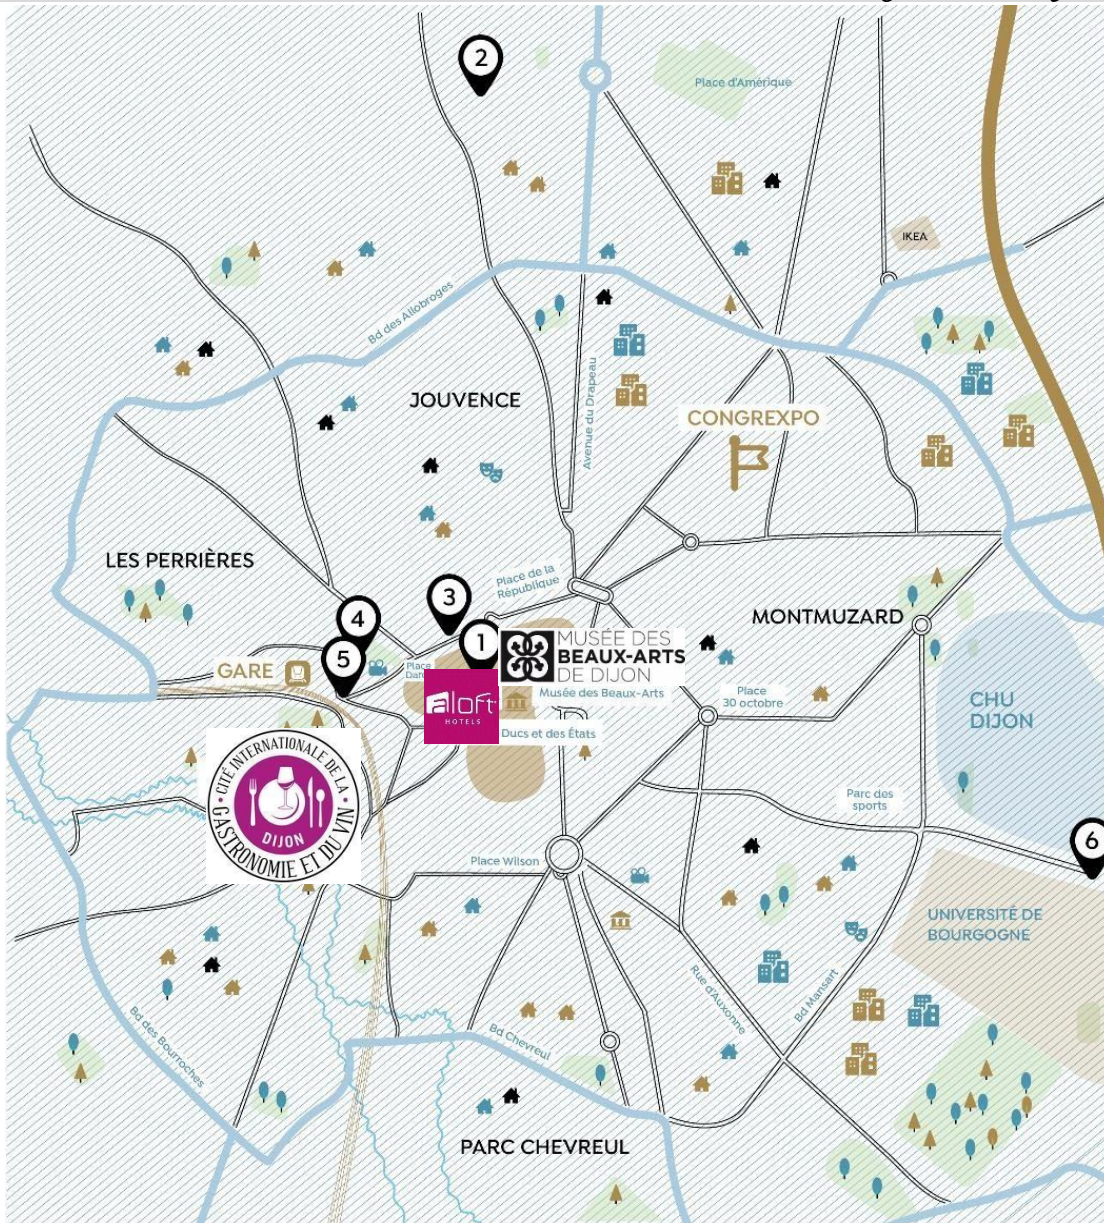 2
Place d'Amérique
IKEA
Bd des Allobroges
JOUVENCE
Avenue du Drapeau
CONGREXPO
LES PERRIÈRES
Place de la
République
3
4
1
5
MONTMUZARD
MUSÉE DES
BEAUX-ARTS
DE DIJON
GARE
Place
Musée des Beaux-Arts
Place
30 octobre
aloft
HOTELS
Ducs et des États
CHU
DIJON
CITÉ INTERNATIONALE DE LA
GASTRONOMIE ET DU VIN
DIJON
Parc des
sports
6
Place Wilson
UNIVERSITÉ DE
BOURGOGNE
Rue d'Auxonne
Bd Mansart
Bd des Bourroches
Bd Chevreul
PARC CHEVREUL